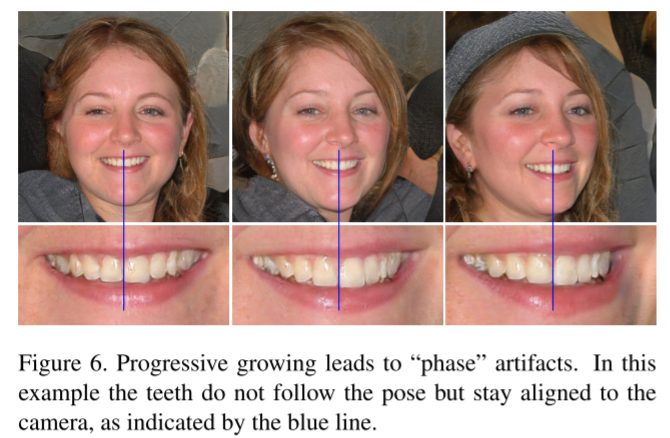 Figure 6. Progressive growing leads to “phase” artifacts. In this
example the teeth do not follow the pose but stay aligned to the
camera, as indicated by the blue line.